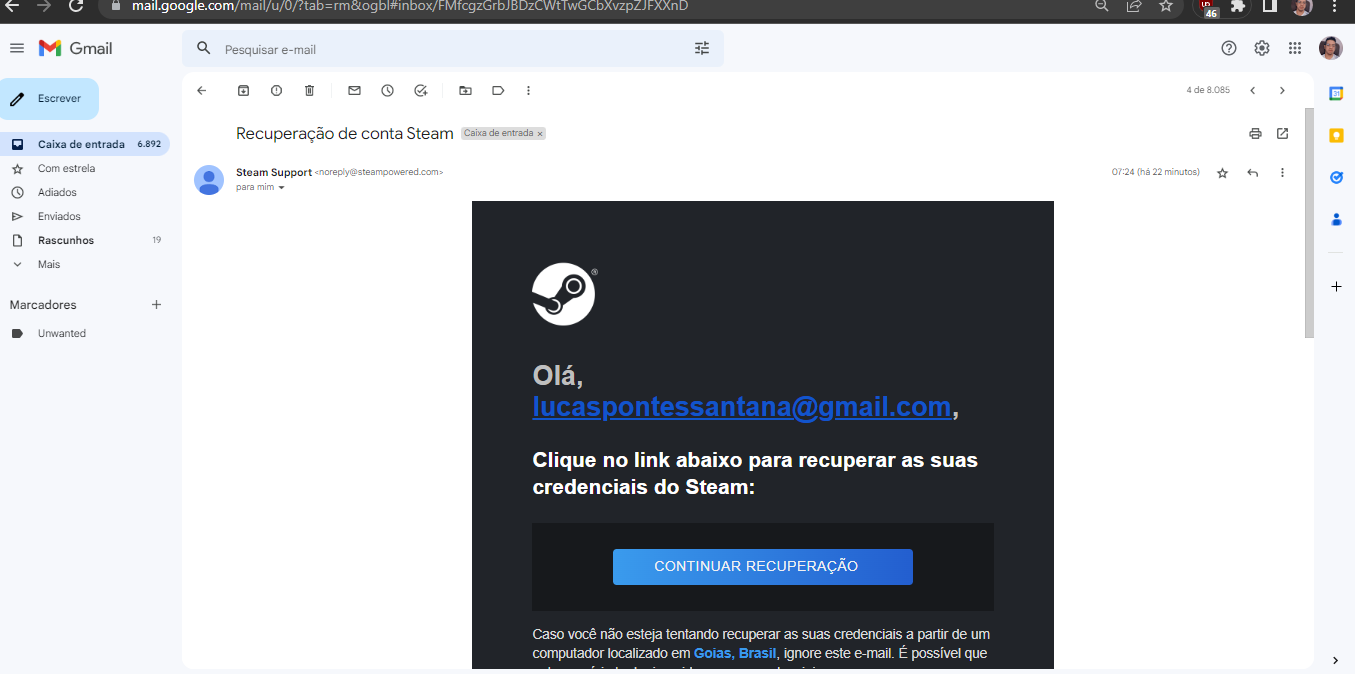 mail.google.com/mail/u/0/?tab=rm&ogbl#inbox/FMfcgzGrbJBDzCWtTwGCbXvzpZJFXXnD
46
Gmail
Pesquisar e-mail
Escrever
4 de 8.085
Recuperação de conta Steam Caixa de entrada ×
Caixa de entrada 6.892
Com estrela
Steam Support <noreply@steampowered.com>
07:24 (há 22 minutos)
para mim
Adiados
Enviados
Rascunhos 19
Mais
Marcadores +
Unwanted
Olá,
lucaspontessantana@gmail.com,
Clique no link abaixo para recuperar as suas
credenciais do Steam:
CONTINUAR RECUPERAÇÃO
Caso você não esteja tentando recuperar as suas credenciais a partir de um
computador localizado em Goias, Brasil, ignore este e-mail. É possível que